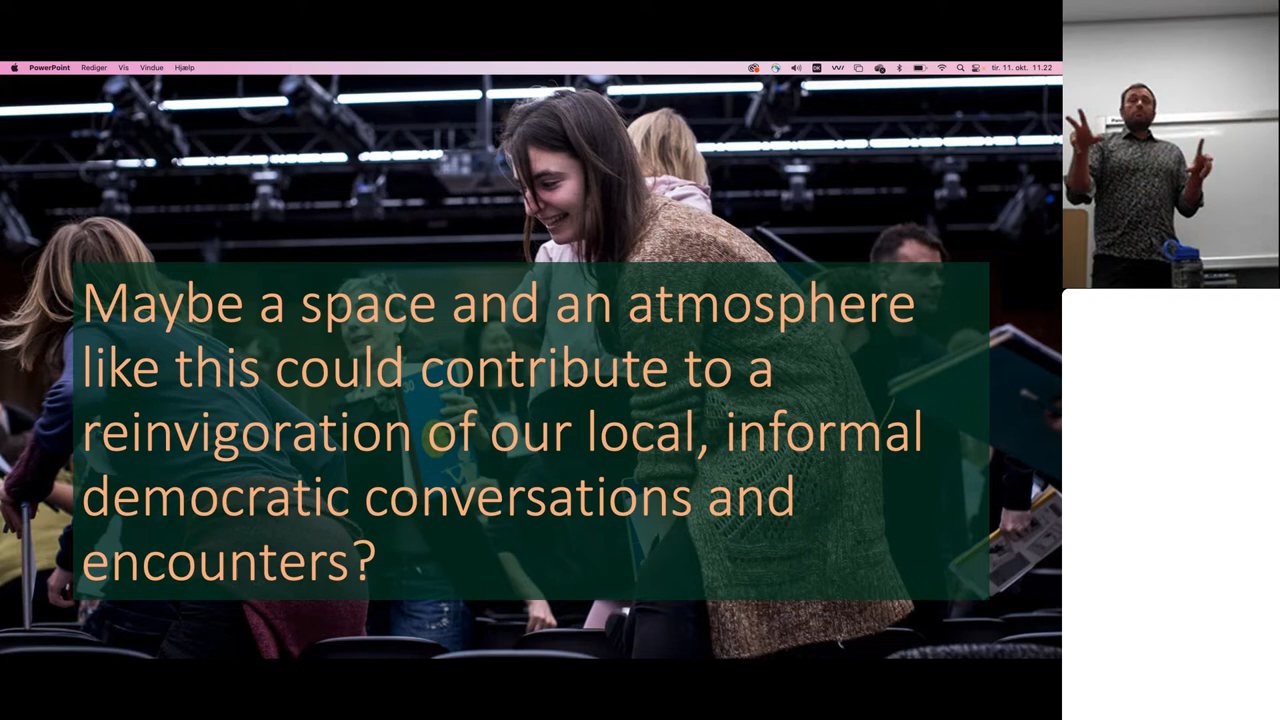 PowerPoint Rediger Vis Vindue Hjælp
DK
tir. 11. okt. 11.22
Maybe a space and an atmosphere
like this could contribute to a
reinvigoration of our local, informal
democratic conversations and
encounters?